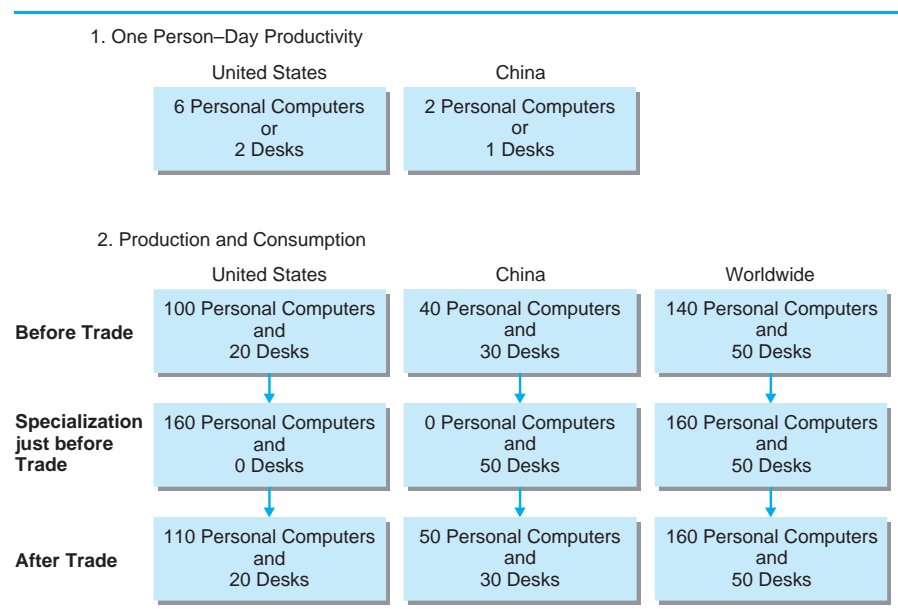 1. One Person–Day Productivity
United States
China
6 Personal Computers
or
2 Desks
2 Personal Computers
or
1 Desks
2. Production and Consumption
United States
China
Worldwide
Before Trade
100 Personal Computers
and
20 Desks
40 Personal Computers
and
30 Desks
140 Personal Computers
and
50 Desks
Specialization
just before
Trade
160 Personal Computers
and
0 Desks
0 Personal Computers
and
50 Desks
160 Personal Computers
and
50 Desks
After Trade
110 Personal Computers
and
20 Desks
50 Personal Computers
and
30 Desks
160 Personal Computers
and
50 Desks